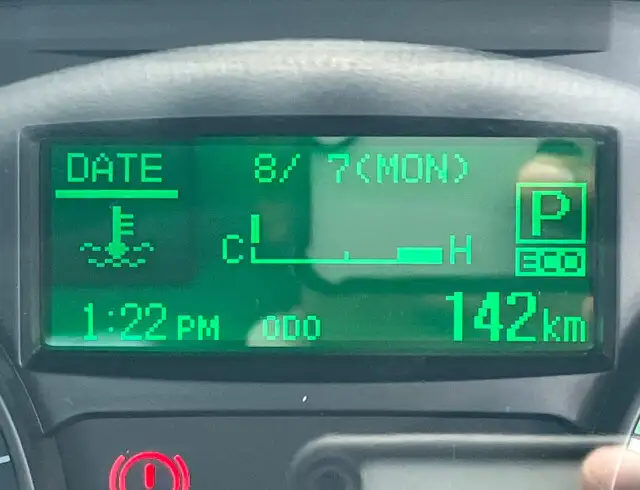 DATE 8/ 7(MON)
P
C H
ECO
1:22 PM ODO 142km